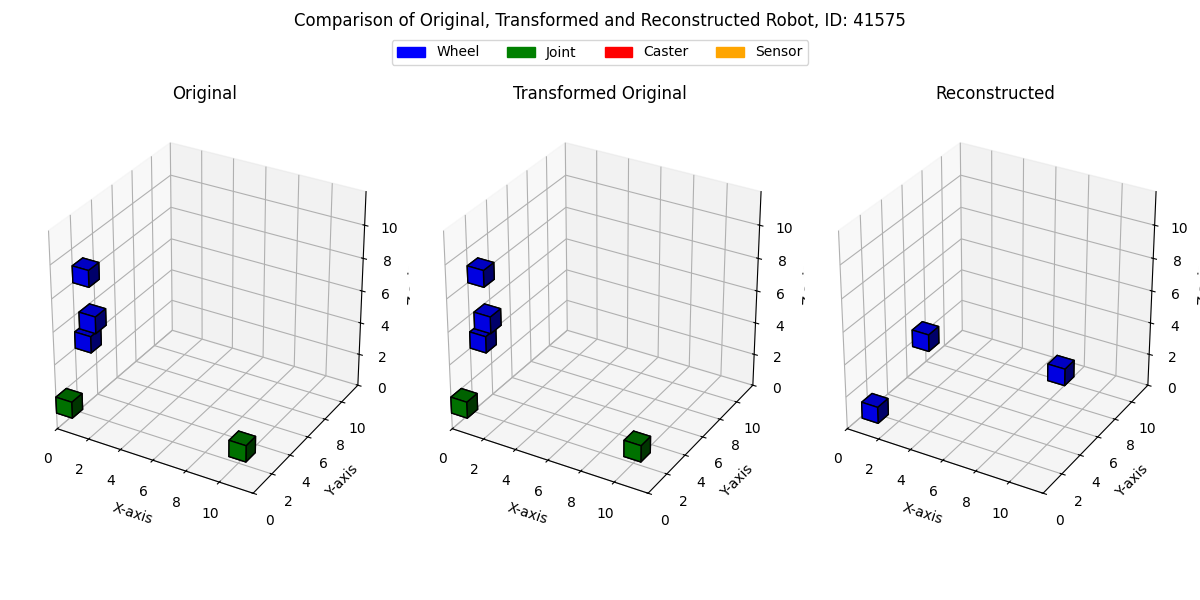 Comparison of Original, Transformed and Reconstructed Robot, ID: 41575
Wheel Joint Caster Sensor
Original Transformed Original Reconstructed
10 10 10
8 8 8
6 6 6
4 4 4
2 2 2
0 0 0
10 10 10
8 8 8
6 6 6
4 4 4
2 2 2
0 0 0
0 2 4 6 8 10 0 2 4 6 8 10 0 2 4 6 8 10
X-axis Y-axis X-axis Y-axis X-axis Y-axis